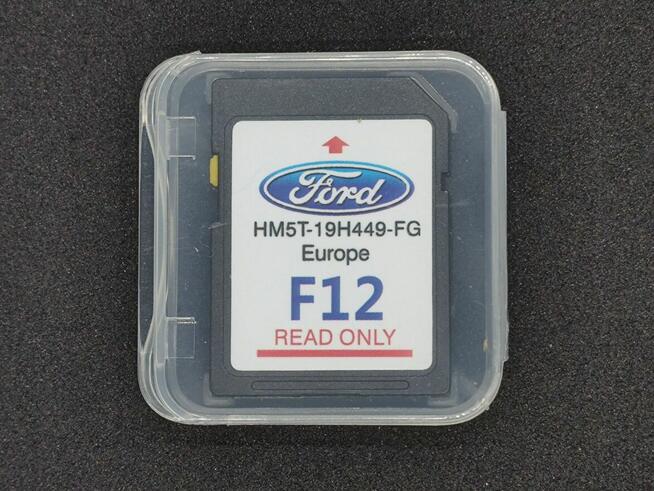 Ford
HM5T-19H449-FG
Europe
F12
READ ONLY